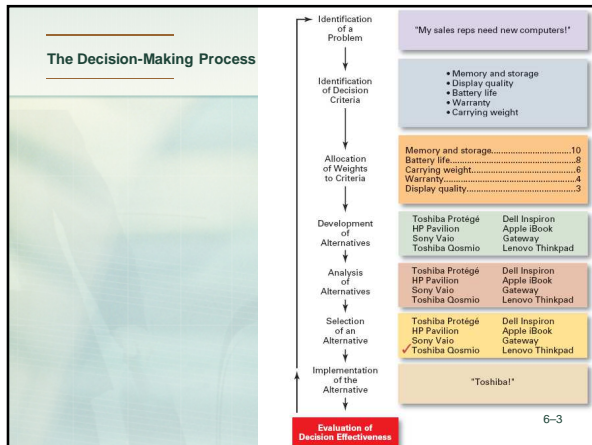 The Decision-Making Process
Identification
of a
Problem
"My sales reps need new computers!"
Identification
of Decision
Criteria
• Memory and storage
• Display quality
• Battery life
• Warranty
• Carrying weight
Allocation
of Weights
to Criteria
Memory and storage................................10
Battery life................................................8
Carrying weight........................................6
Warranty...................................................4
Display quality..........................................3
Development
of
Alternatives
Toshiba Protégé Dell Inspiron
HP Pavilion Apple iBook
Sony Vaio Gateway
Toshiba Qosmio Lenovo Thinkpad
Analysis
of
Alternatives
Toshiba Protégé Dell Inspiron
HP Pavilion Apple iBook
Sony Vaio Gateway
Toshiba Qosmio Lenovo Thinkpad
Selection
of an
Alternative
Toshiba Protégé Dell Inspiron
HP Pavilion Apple iBook
Sony Vaio Gateway
✓Toshiba Qosmio Lenovo Thinkpad
Implementation
of the
Alternative
"Toshiba!"
Evaluation of
Decision Effectiveness
6–3